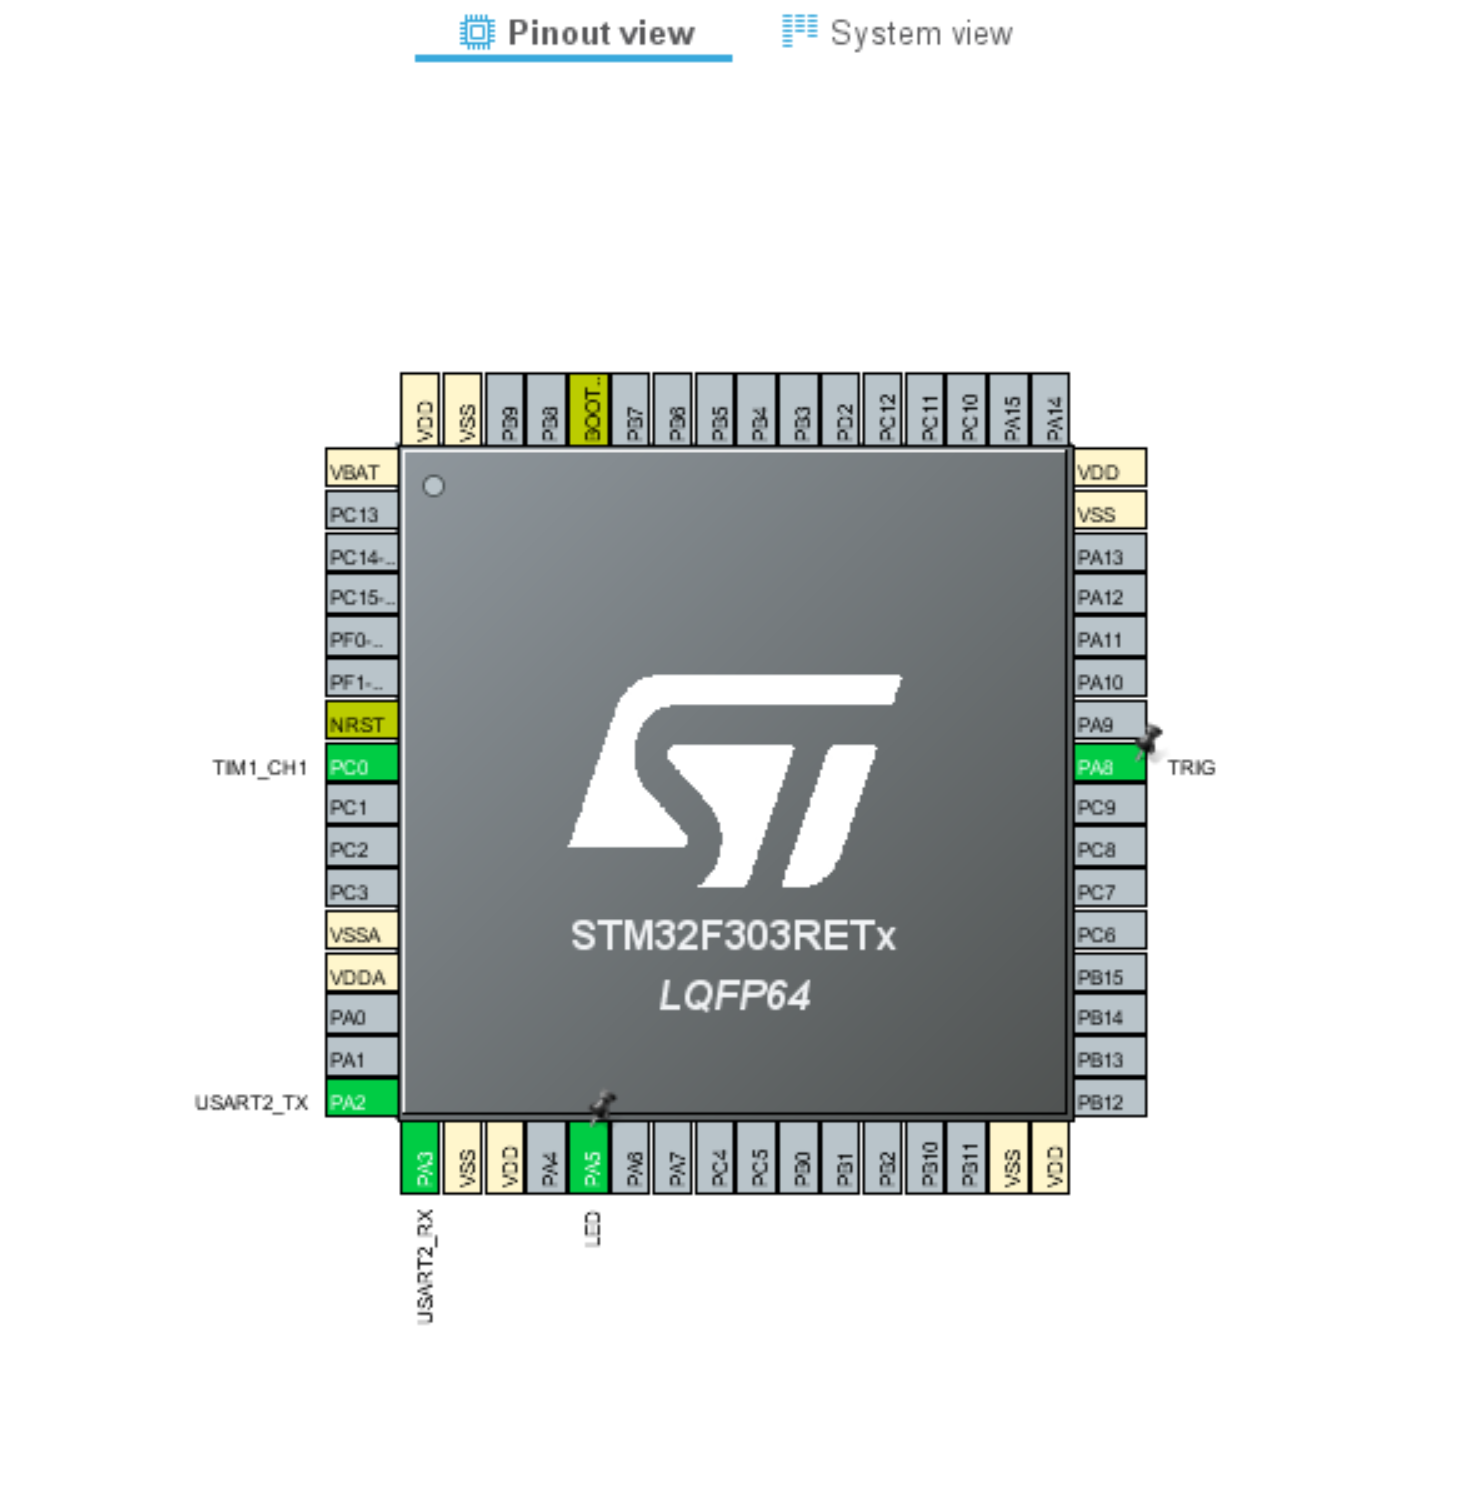 Pinout view
System view
VDD
VSS
PB9
PB8
BOOT..
PB7
PB6
PB5
PB4
PB3
PD2
PC12
PC11
PC10
PA15
PA14
VBAT
PC13
PC14-..
PC15-..
PF0-..
PF1-..
NRST
TIM1_CH1 PC0
PC1
PC2
PC3
VSSA
VDDA
PA0
PA1
USART2_TX PA2
VDD
VSS
PA13
PA12
PA11
PA10
PA9
PA8 TRIG
PC9
PC8
PC7
PC6
PB15
PB14
PB13
PB12
STM32F303RETx
LQFP64
PA3
VSS
VDD
PA4
PA5
PA6
PA7
PC4
PC5
PB0
PB1
PB2
PB10
PB11
VSS
VDD
USART2_RX
LED